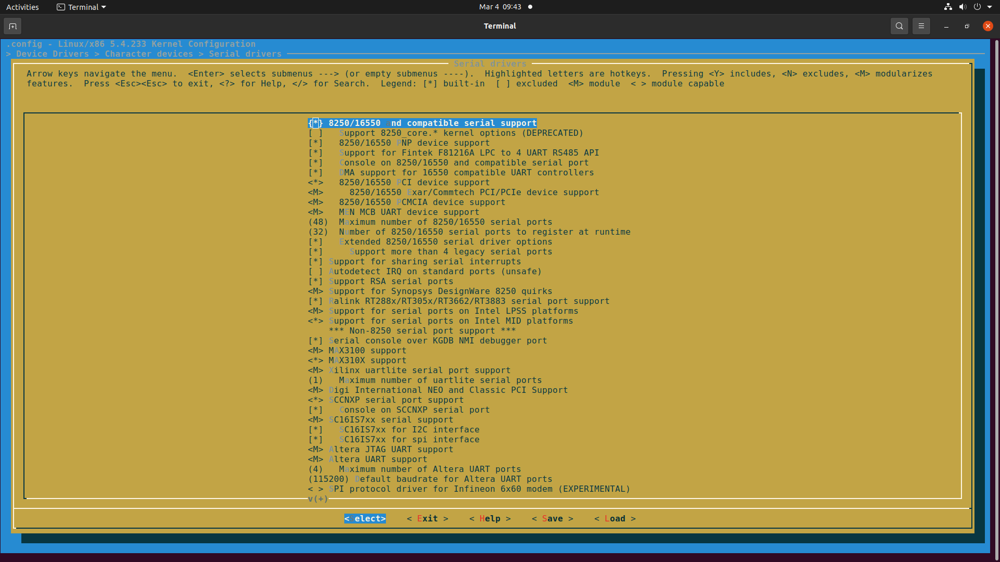 Activities Terminal Mar 4 09:43
Terminal
.config - Linux/x86 5.4.233 Kernel Configuration
> Device Drivers > Character devices > Serial drivers
Serial drivers
Arrow keys navigate the menu.  <Enter> selects submenus ---> (or empty submenus ----).  Highlighted letters are hotkeys.  Pressing <Y> includes, <N> excludes, <M> modularizes
features.  Press <Esc><Esc> to exit, <?> for Help, </> for Search.  Legend: [*] built-in  [ ] excluded  <M> module  < > module capable
{*} 8250/16550 and compatible serial support
[ ]   Support 8250_core.* kernel options (DEPRECATED)
[*]   8250/16550 PNP device support
[*]   Support for Fintek F81216A LPC to 4 UART RS485 API
[*]   Console on 8250/16550 and compatible serial port
[*]   DMA support for 16550 compatible UART controllers
<*>   8250/16550 PCI device support
<M>     8250/16550 Exar/Commtech PCI/PCIe device support
<M>   8250/16550 PCMCIA device support
<M>   MEN MCB UART device support
(48)  Maximum number of 8250/16550 serial ports
(32)  Number of 8250/16550 serial ports to register at runtime
[*]   Extended 8250/16550 serial driver options
[*]     Support more than 4 legacy serial ports
[*] Support for sharing serial interrupts
[ ] Autodetect IRQ on standard ports (unsafe)
[*] Support RSA serial ports
<M> Support for Synopsys DesignWare 8250 quirks
[*] Ralink RT288x/RT305x/RT3662/RT3883 serial port support
<M> Support for serial ports on Intel LPSS platforms
<*> Support for serial ports on Intel MID platforms
*** Non-8250 serial port support ***
[*] Serial console over KGDB NMI debugger port
<M> MAX3100 support
<*> MAX310X support
<M> Xilinx uartlite serial port support
(1)   Maximum number of uartlite serial ports
<M> Digi International NEO and Classic PCI Support
<*> SCCNXP serial port support
[*]   Console on SCCNXP serial port
<M> SC16IS7xx serial support
[*]   SC16IS7xx for I2C interface
[*]   SC16IS7xx for spi interface
<M> Altera JTAG UART support
<M> Altera UART support
(4)   Maximum number of Altera UART ports
(115200) Default baudrate for Altera UART ports
< > SPI protocol driver for Infineon 6x60 modem (EXPERIMENTAL)
v(+)
<Select>    < Exit >    < Help >    < Save >    < Load >